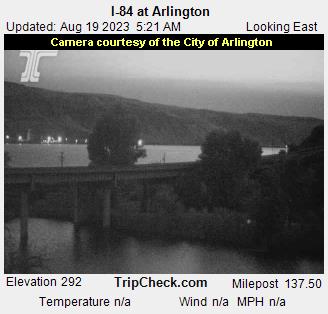 I-84 at Arlington
Updated: Aug 19 2023 5:21 AM Looking East
Camera courtesy of the City of Arlington
Elevation 292 TripCheck.com Milepost 137.50
Temperature n/a Wind n/a MPH n/a